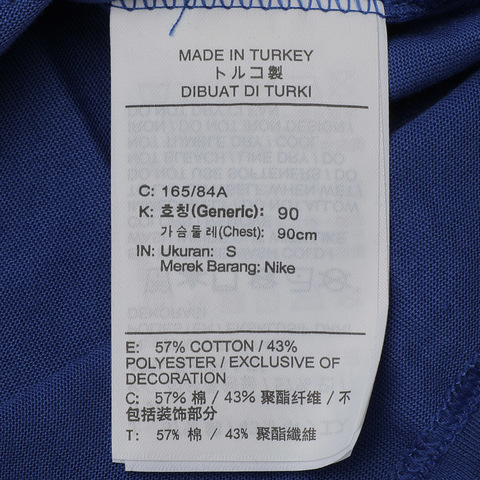 MADE IN TURKEY
トルコ製
DIBUAT DI TURKI
C: 165/84A
K: 호칭(Generic): 90
가슴둘레(Chest): 90cm
IN: Ukuran: S
Merek Barang: Nike
E: 57% COTTON / 43%
POLYESTER / EXCLUSIVE OF
DECORATION
C: 57% 棉 / 43% 聚酯纤维 / 不
包括装饰部分
T: 57% 棉 / 43% 聚酯纖維